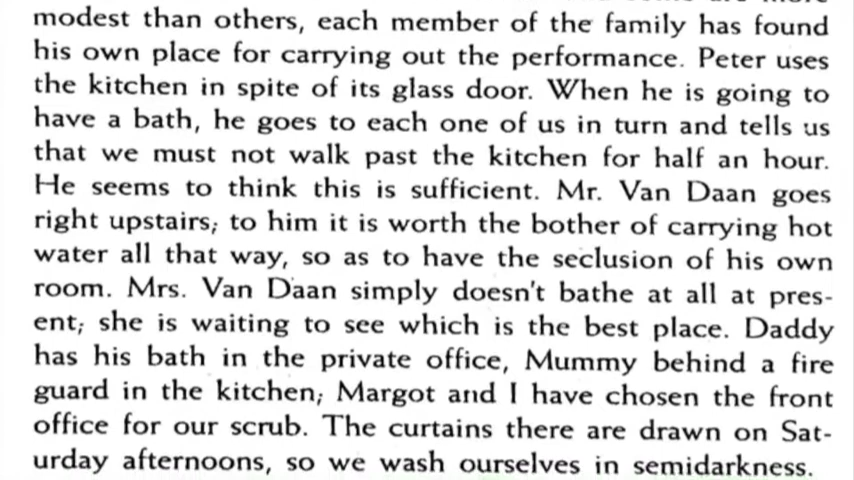 modest than others, each member of the family has found
his own place for carrying out the performance. Peter uses
the kitchen in spite of its glass door. When he is going to
have a bath, he goes to each one of us in turn and tells us
that we must not walk past the kitchen for half an hour.
He seems to think this is sufficient. Mr. Van Daan goes
right upstairs; to him it is worth the bother of carrying hot
water all that way, so as to have the seclusion of his own
room. Mrs. Van Daan simply doesn't bathe at all at pres-
ent; she is waiting to see which is the best place. Daddy
has his bath in the private office, Mummy behind a fire
guard in the kitchen; Margot and I have chosen the front
office for our scrub. The curtains there are drawn on Sat-
urday afternoons, so we wash ourselves in semidarkness.